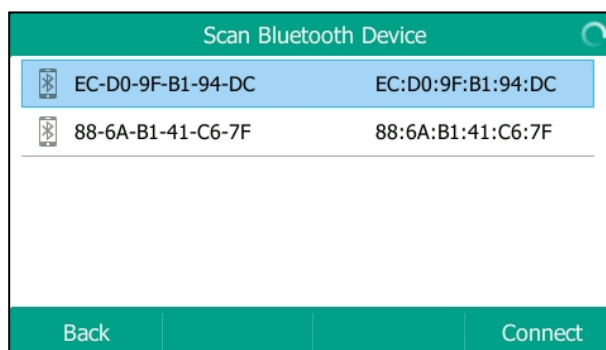 Scan Bluetooth Device
EC-D0-9F-B1-94-DC EC:D0:9F:B1:94:DC
88-6A-B1-41-C6-7F 88:6A:B1:41:C6:7F
Back Connect